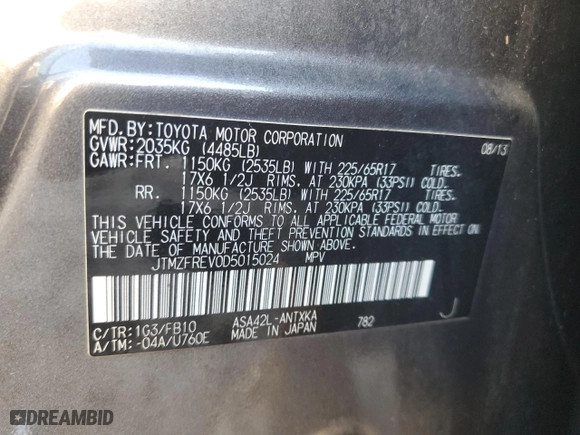 MFD.BY:TOYOTA MOTOR CORPORATION 08/13
GVWR:2035KG (4485LB)
GAWR:FRT. 1150KG (2535LB) WITH 225/65R17 TIRES.
17X6 1/2J RIMS. AT 230KPA (33PSI) COLD.
RR. 1150KG (2535LB) WITH 225/65R17 TIRES.
17X6 1/2J RIMS. AT 230KPA (33PSI) COLD.
THIS VEHICLE CONFORMS TO ALL APPLICABLE FEDERAL MOTOR
VEHICLE SAFETY AND THEFT PREVENTION STANDARDS IN EFFECT ON
THE DATE OF MANUFACTURE SHOWN ABOVE.
JTMZFREV0D5015024 MPV
C/TR:1G3/FB10 ASA42L-ANTXKA J
A/TM:-04A/U760E MADE IN JAPAN 782
DREAMBID